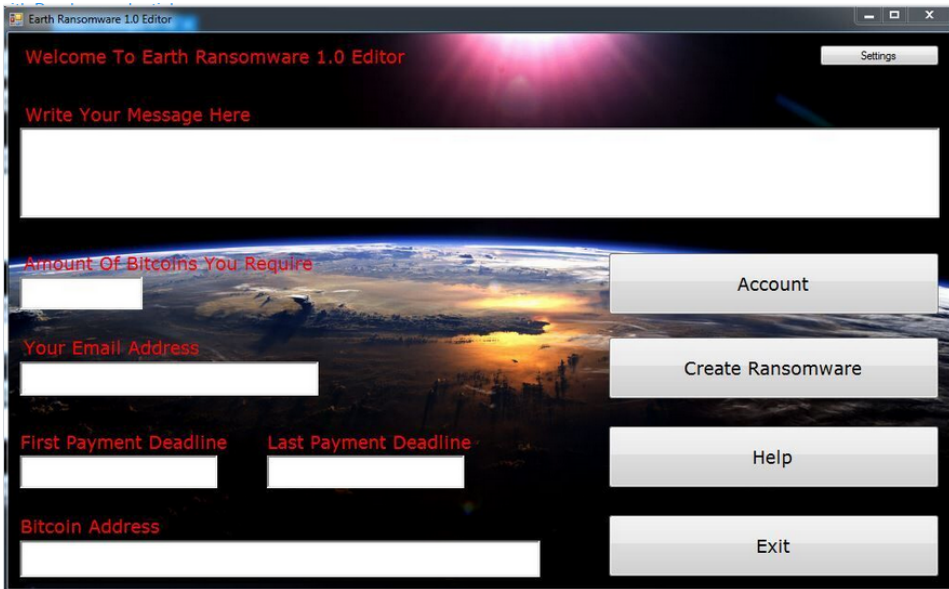 Earth Ransomware 1.0 Editor
Welcome To Earth Ransomware 1.0 Editor
Settings
Write Your Message Here
Amount Of Bitcoins You Require
Account
Your Email Address
Create Ransomware
First Payment Deadline Last Payment Deadline
Help
Bitcoin Address
Exit